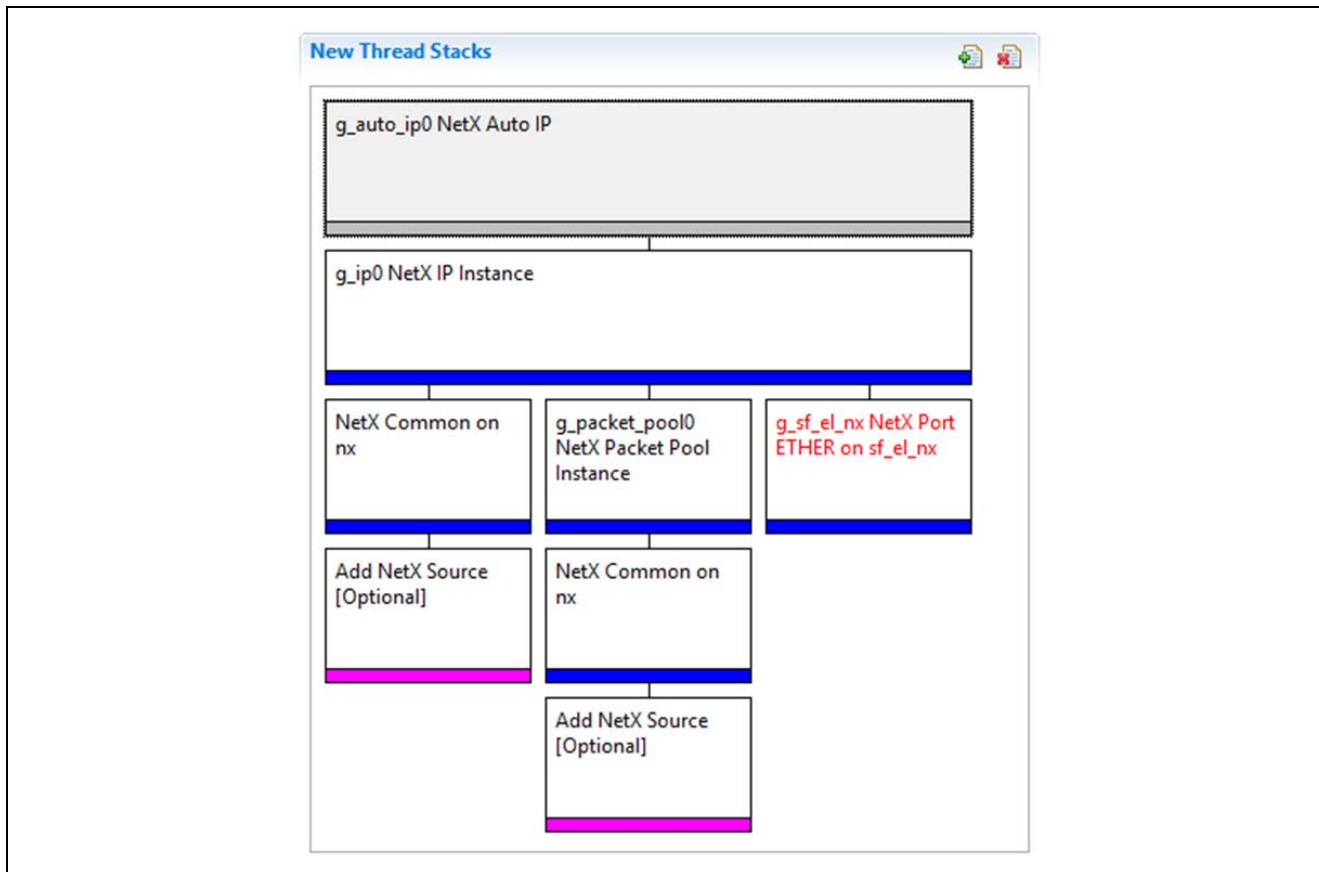 New Thread Stacks
g_auto_ip0 NetX Auto IP
g_ip0 NetX IP Instance
NetX Common on
nx
g_packet_pool0
NetX Packet Pool
Instance
g_sf_el_nx NetX Port
ETHER on sf_el_nx
Add NetX Source
[Optional]
NetX Common on
nx
Add NetX Source
[Optional]